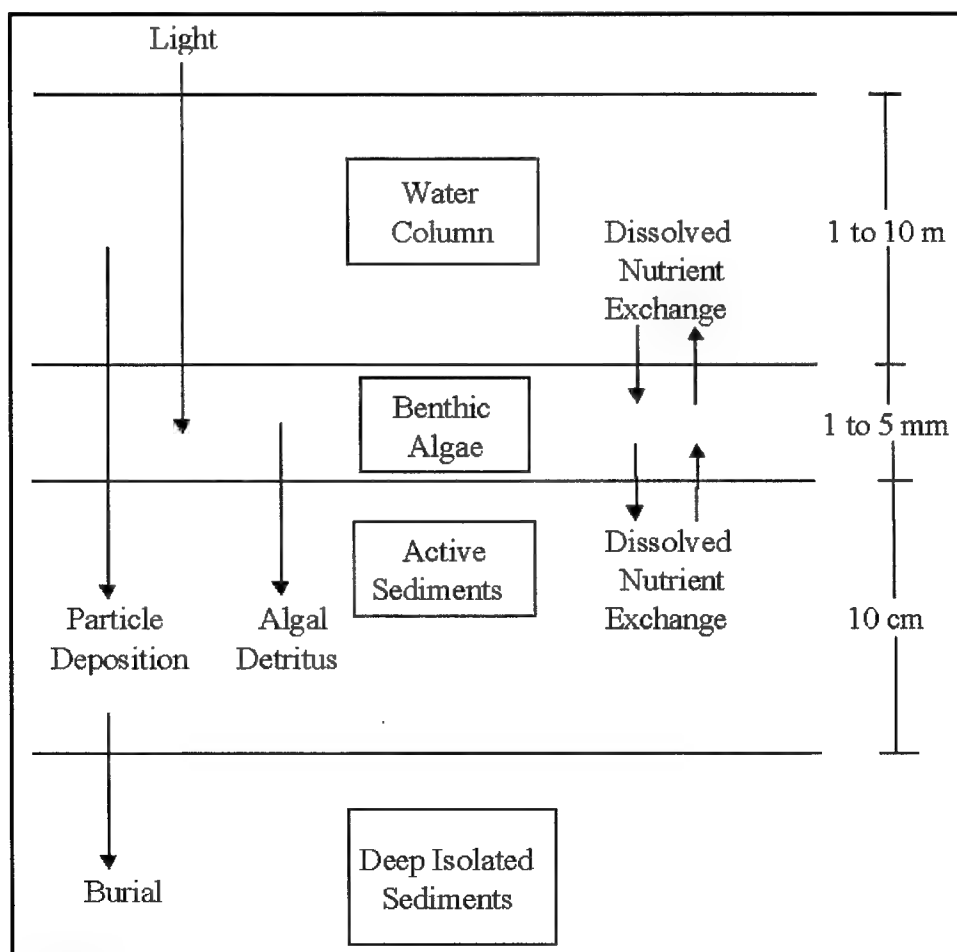 Light
Water
Column
Dissolved
Nutrient
Exchange
1 to 10 m
Benthic
Algae
1 to 5 mm
Active
Sediments
Dissolved
Nutrient
Exchange
Particle
Deposition
Algal
Detritus
10 cm
Burial
Deep Isolated
Sediments